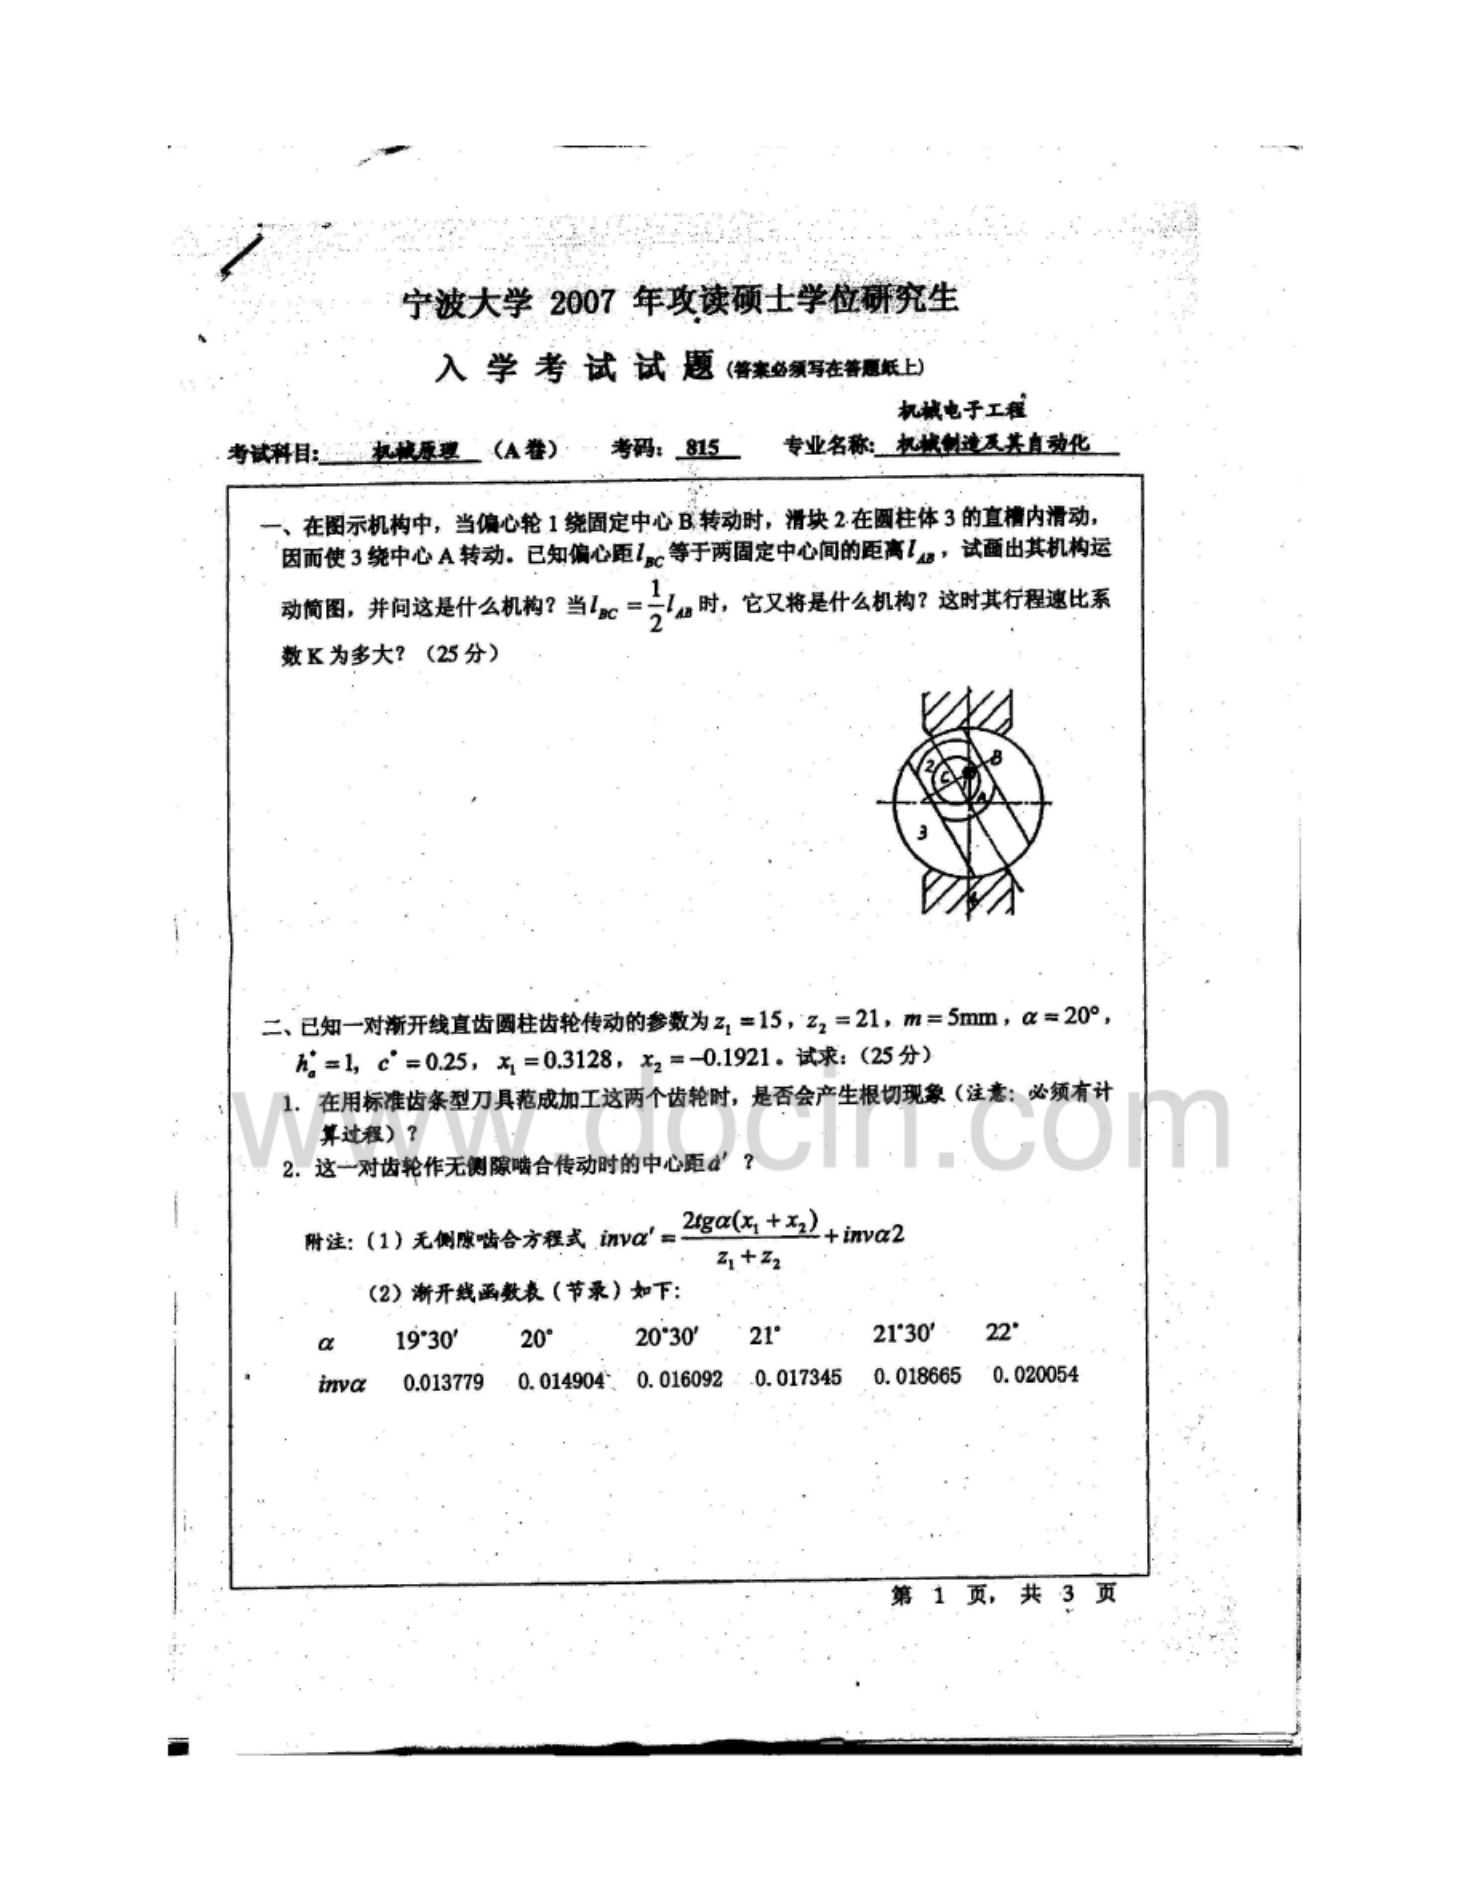 宁波大学 2007 年攻读硕士学位研究生
入 学 考 试 试 题 (答案必须写在答题纸上)
机械电子工程
考试科目: 机械原理 (A 卷) 考码: 815 专业名称: 机械制造及其自动化
一、在图示机构中，当偏心轮 1 绕固定中心 B 转动时，滑块 2 在圆柱体 3 的直槽内滑动，
因而使 3 绕中心 A 转动。已知偏心距 l_BC 等于两固定中心间的距离 l_AB，试画出其机构运
动简图，并问这是什么机构？当 l_BC = 1/2 l_AB 时，它又将是什么机构？这时其行程速比系
数 K 为多大？（25 分）
2 C B
1 A
3
二、已知一对渐开线直齿圆柱齿轮传动的参数为 z₁ = 15，z₂ = 21，m = 5mm，α = 20°，
h*ₐ = 1, c* = 0.25, x₁ = 0.3128, x₂ = -0.1921。试求：（25 分）
1. 在用标准齿条型刀具范成加工这两个齿轮时，是否会产生根切现象（注意：必须有计
算过程）？
2. 这一对齿轮作无侧隙啮合传动时的中心距 a′ ？
附注：（1）无侧隙啮合方程式 invα′ = 2tgα(x₁ + x₂) / (z₁ + z₂) + invα2
（2）渐开线函数表（节录）如下：
α 19°30′ 20° 20°30′ 21° 21°30′ 22°
invα 0.013779 0.014904 0.016092 0.017345 0.018665 0.020054
第 1 页，共 3 页
www.docin.com